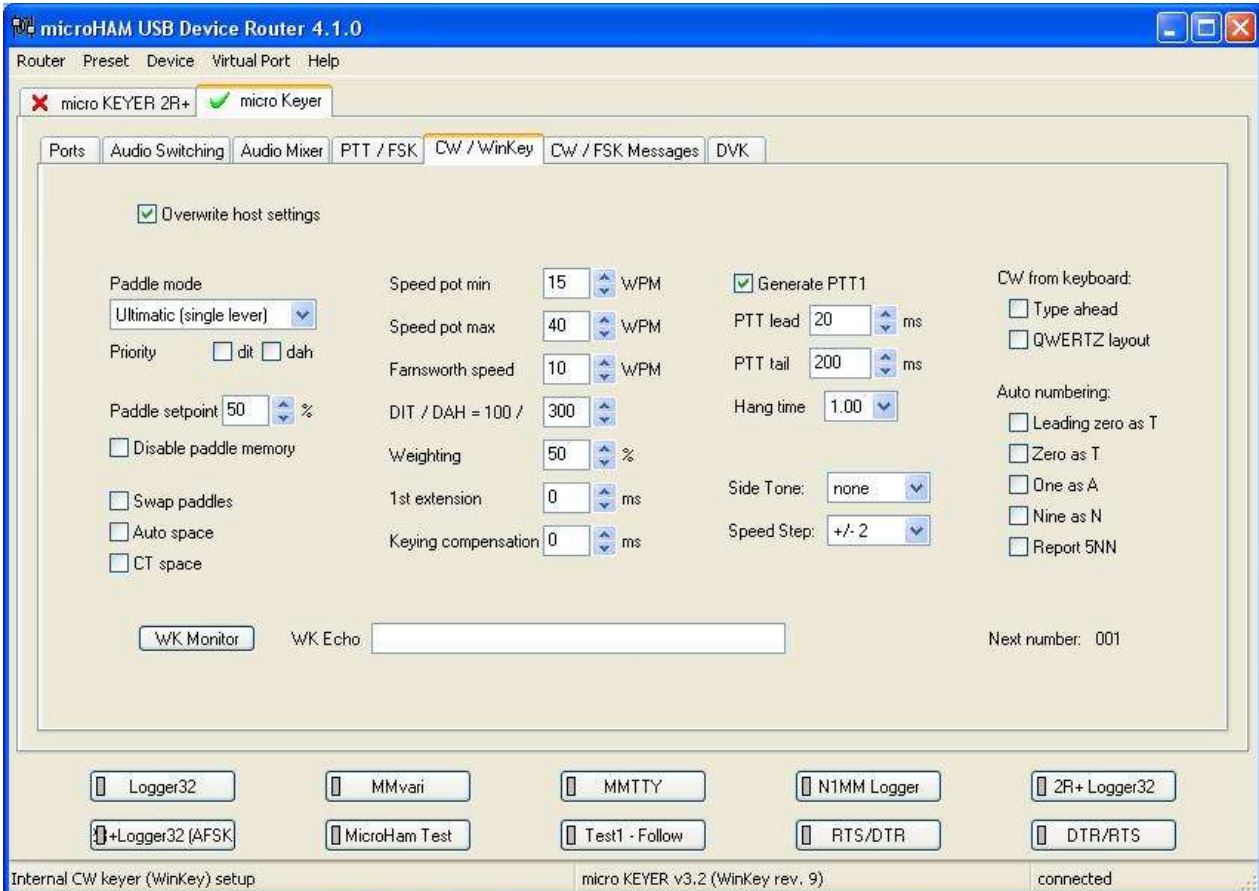 microHAM USB Device Router 4.1.0
Router Preset Device Virtual Port Help
micro KEYER 2R+ micro Keyer
Ports Audio Switching Audio Mixer PTT / FSK CW / WinKey CW / FSK Messages DVK
Overwrite host settings
Paddle mode
Ultimatic (single lever)
Priority dit dah
Paddle setpoint 50 %
Disable paddle memory
Swap paddles
Auto space
CT space
Speed pot min 15 WPM
Speed pot max 40 WPM
Farnsworth speed 10 WPM
DIT / DAH = 100 / 300
Weighting 50 %
1st extension 0 ms
Keying compensation 0 ms
Generate PTT1
PTT lead 20 ms
PTT tail 200 ms
Hang time 1.00
Side Tone: none
Speed Step: +/- 2
CW from keyboard:
Type ahead
QWERTZ layout
Auto numbering:
Leading zero as T
Zero as T
One as A
Nine as N
Report 5NN
WK Monitor WK Echo Next number: 001
Logger32 MMvari MMTTY N1MM Logger 2R+ Logger32
+Logger32 (AFSK MicroHam Test Test1 - Follow RTS/DTR DTR/RTS
Internal CW keyer (WinKey) setup micro KEYER v3.2 (WinKey rev. 9) connected